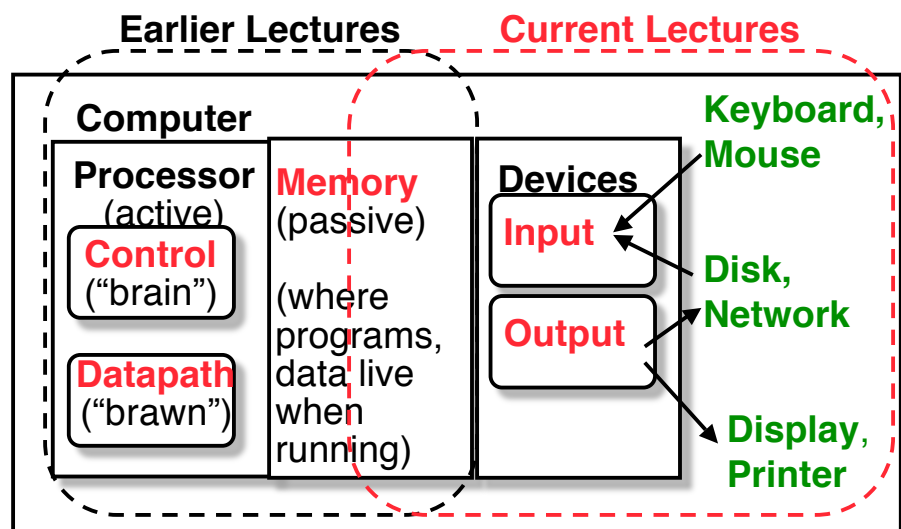 Earlier Lectures
Current Lectures
Computer
Processor
(active)
Control
(“brain”)
Datapath
(“brawn”)
Memory
(passive)
(where
programs,
data live
when
running)
Devices
Input
Output
Keyboard,
Mouse
Disk,
Network
Display,
Printer